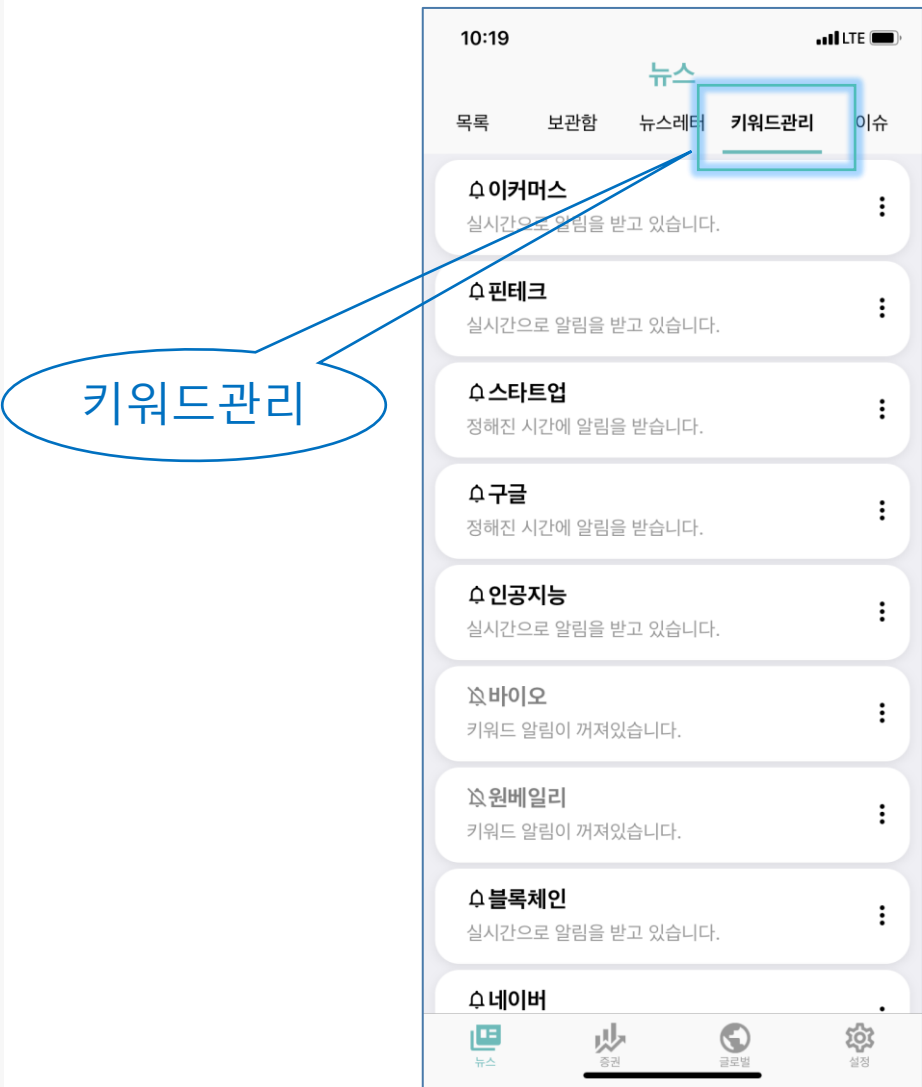 10:19
LTE
뉴스
목록 보관함 뉴스레터 키워드관리 이슈
이커머스
실시간으로 알림을 받고 있습니다.
핀테크
실시간으로 알림을 받고 있습니다.
키워드관리
스타트업
정해진 시간에 알림을 받습니다.
구글
정해진 시간에 알림을 받습니다.
인공지능
실시간으로 알림을 받고 있습니다.
바이오
키워드 알림이 꺼져있습니다.
원베일리
키워드 알림이 꺼져있습니다.
블록체인
실시간으로 알림을 받고 있습니다.
네이버
뉴스 증권 글로벌 설정